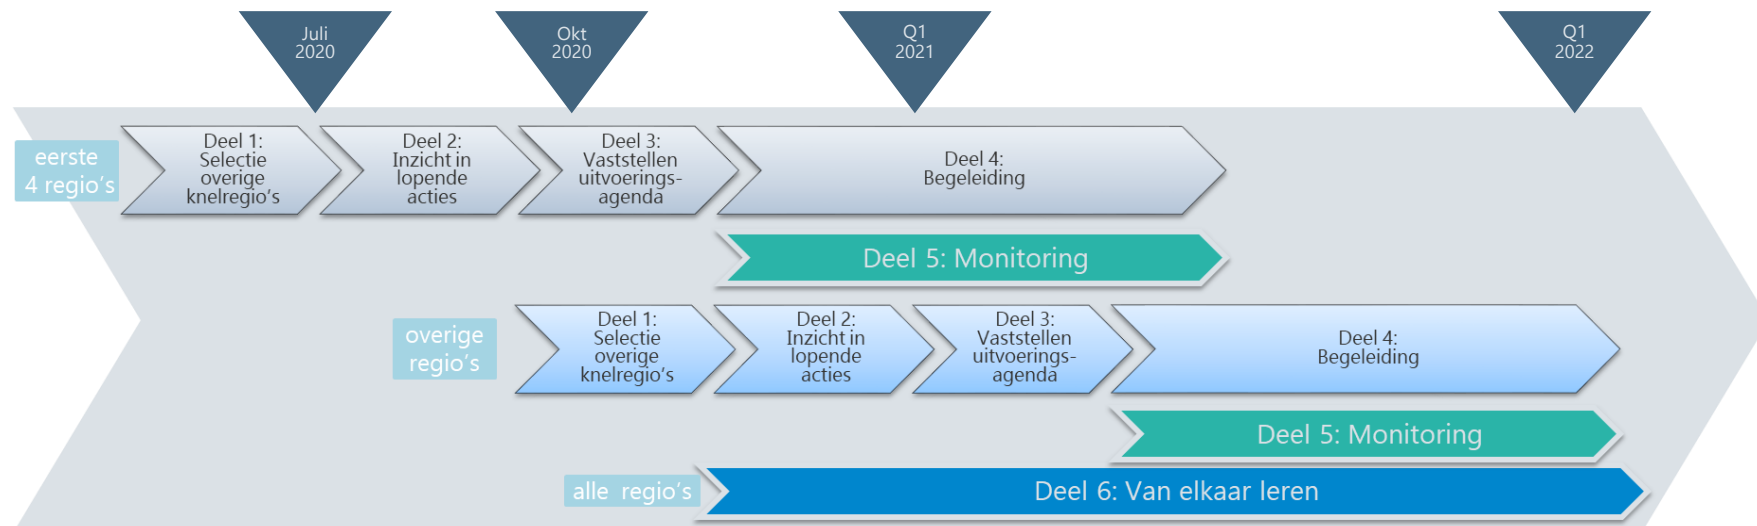 Juli
2020
Okt
2020
Q1
2021
Q1
2022
eerste
4 regio's
Deel 1:
Selectie
overige
knelregio's
Deel 2:
Inzicht in
lopende
acties
Deel 3:
Vaststellen
uitvoerings-
agenda
Deel 4:
Begeleiding
Deel 5: Monitoring
overige
regio's
Deel 1:
Selectie
overige
knelregio's
Deel 2:
Inzicht in
lopende
acties
Deel 3:
Vaststellen
uitvoerings-
agenda
Deel 4:
Begeleiding
Deel 5: Monitoring
alle regio's
Deel 6: Van elkaar leren